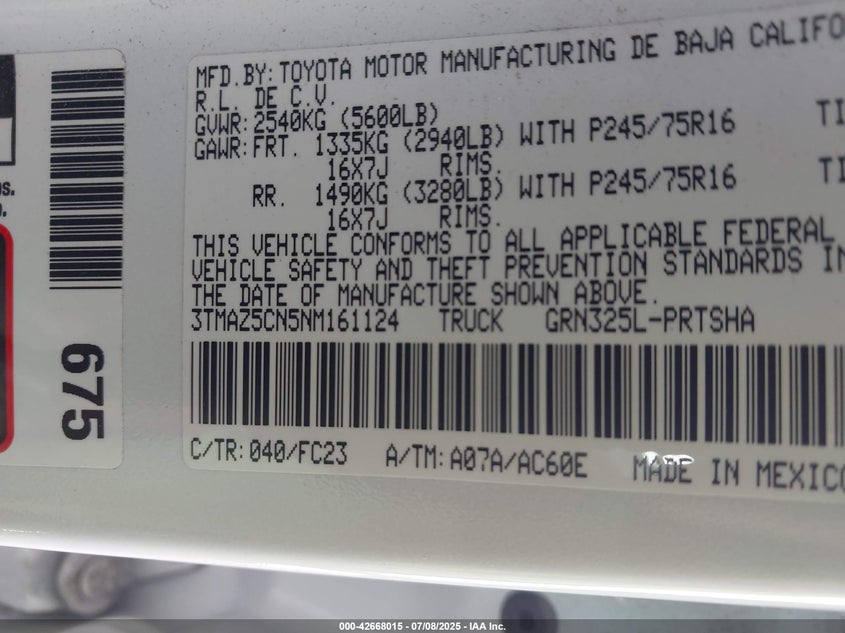 MFD.BY:TOYOTA MOTOR MANUFACTURING DE BAJA
R.L. DE C.V.
GVWR:2540KG (5600LB)
GAWR:FRT. 1335KG (2940LB) WITH P245/75R16
16X7J RIMS.
RR. 1490KG (3280LB) WITH P245/75R16
16X7J RIMS.
THIS VEHICLE CONFORMS TO ALL APPLICABLE FEDERAL
VEHICLE SAFETY AND THEFT PREVENTION STANDARDS IN
THE DATE OF MANUFACTURE SHOWN ABOVE.
3TMAZ5CN5NM161124 TRUCK GRN325L-PRTSHA
C/TR:040/FC23 A/TM:A07A/AC60E MADE IN MEXICO
675
000-42668015 - 07/08/2025 - IAA Inc.